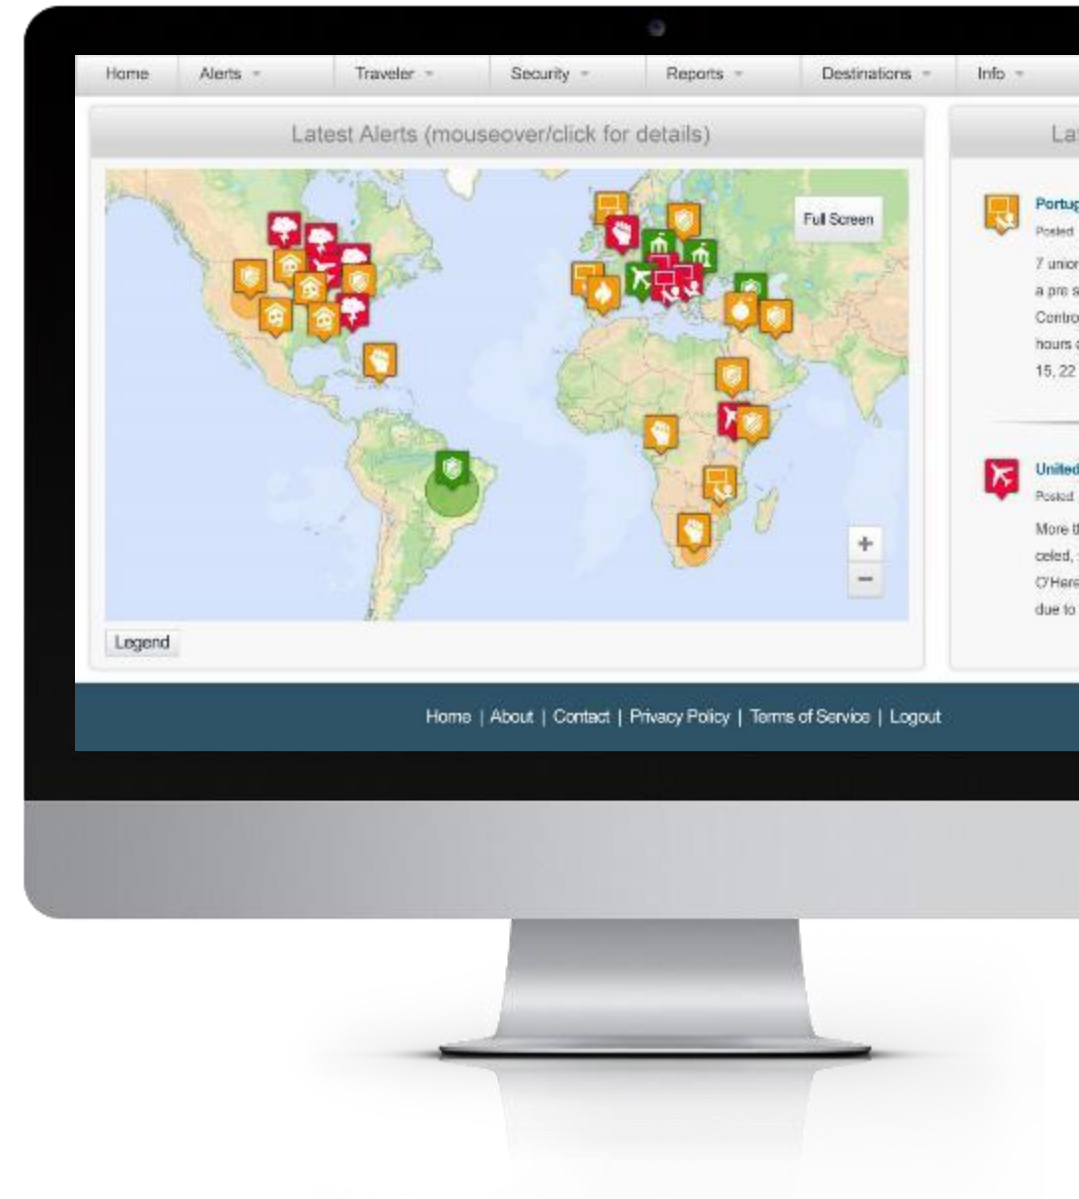 Home Alerts Traveler Security Reports Destinations Info
Latest Alerts (mouseover/click for details)
Full Screen
+
−
Legend
La
Portug
Posted
7 union
a pre s
Contro
hours
15, 22
United
Posted
More th
celed,
O'Hare
due to
Home | About | Contact | Privacy Policy | Terms of Service | Logout